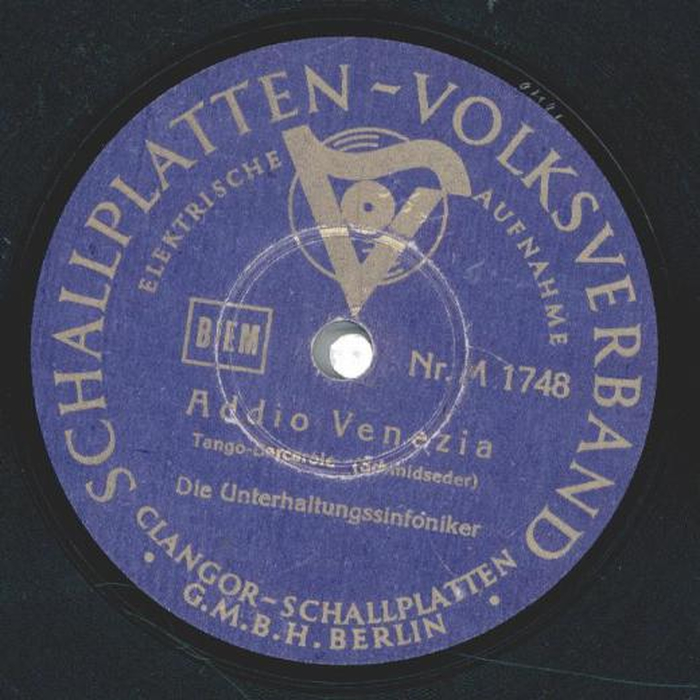 SCHALLPLATTEN-VOLKSVERBAND
ELEKTRISCHE AUFNAHME
BIEM
Nr. M 1748
Addio Venezia
Tango-Barcarole (Schmidseder)
Die Unterhaltungssinfoniker
CLANGOR-SCHALLPLATTEN
G.M.B.H. BERLIN